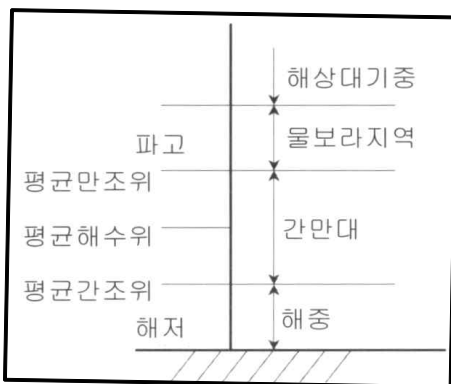 해상대기중
파고
물보라지역
평균만조위
평균해수위
간만대
평균간조위
해저
해중